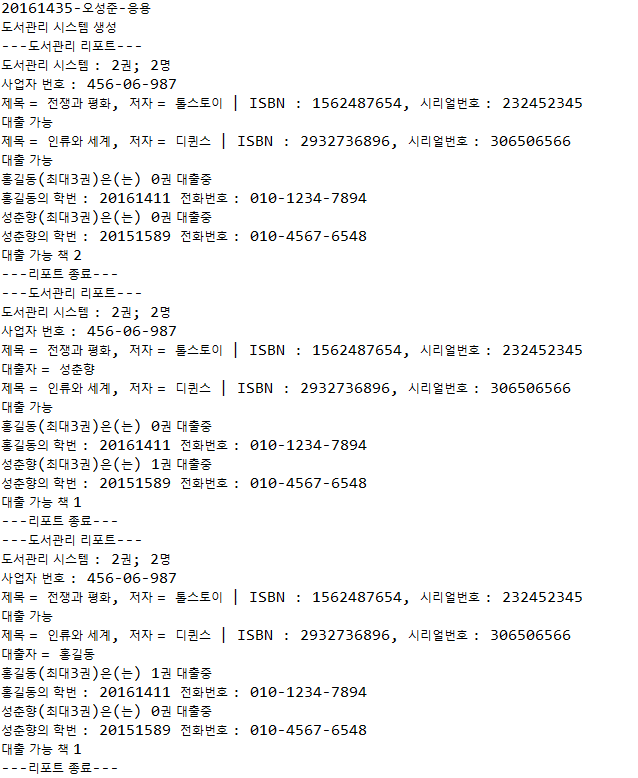 20161435-오성준-응용
도서관리 시스템 생성
---도서관리 리포트---
도서관리 시스템 : 2권; 2명
사업자 번호 : 456-06-987
제목 = 전쟁과 평화, 저자 = 톨스토이 | ISBN : 1562487654, 시리얼번호 : 232452345
대출 가능
제목 = 인류와 세계, 저자 = 디퀸스 | ISBN : 2932736896, 시리얼번호 : 306506566
대출 가능
홍길동(최대3권)은(는) 0권 대출중
홍길동의 학번 : 20161411 전화번호 : 010-1234-7894
성춘향(최대3권)은(는) 0권 대출중
성춘향의 학번 : 20151589 전화번호 : 010-4567-6548
대출 가능 책 2
---리포트 종료---
---도서관리 리포트---
도서관리 시스템 : 2권; 2명
사업자 번호 : 456-06-987
제목 = 전쟁과 평화, 저자 = 톨스토이 | ISBN : 1562487654, 시리얼번호 : 232452345
대출자 = 성춘향
제목 = 인류와 세계, 저자 = 디퀸스 | ISBN : 2932736896, 시리얼번호 : 306506566
대출 가능
홍길동(최대3권)은(는) 0권 대출중
홍길동의 학번 : 20161411 전화번호 : 010-1234-7894
성춘향(최대3권)은(는) 1권 대출중
성춘향의 학번 : 20151589 전화번호 : 010-4567-6548
대출 가능 책 1
---리포트 종료---
---도서관리 리포트---
도서관리 시스템 : 2권; 2명
사업자 번호 : 456-06-987
제목 = 전쟁과 평화, 저자 = 톨스토이 | ISBN : 1562487654, 시리얼번호 : 232452345
대출 가능
제목 = 인류와 세계, 저자 = 디퀸스 | ISBN : 2932736896, 시리얼번호 : 306506566
대출자 = 홍길동
홍길동(최대3권)은(는) 1권 대출중
홍길동의 학번 : 20161411 전화번호 : 010-1234-7894
성춘향(최대3권)은(는) 0권 대출중
성춘향의 학번 : 20151589 전화번호 : 010-4567-6548
대출 가능 책 1
---리포트 종료---